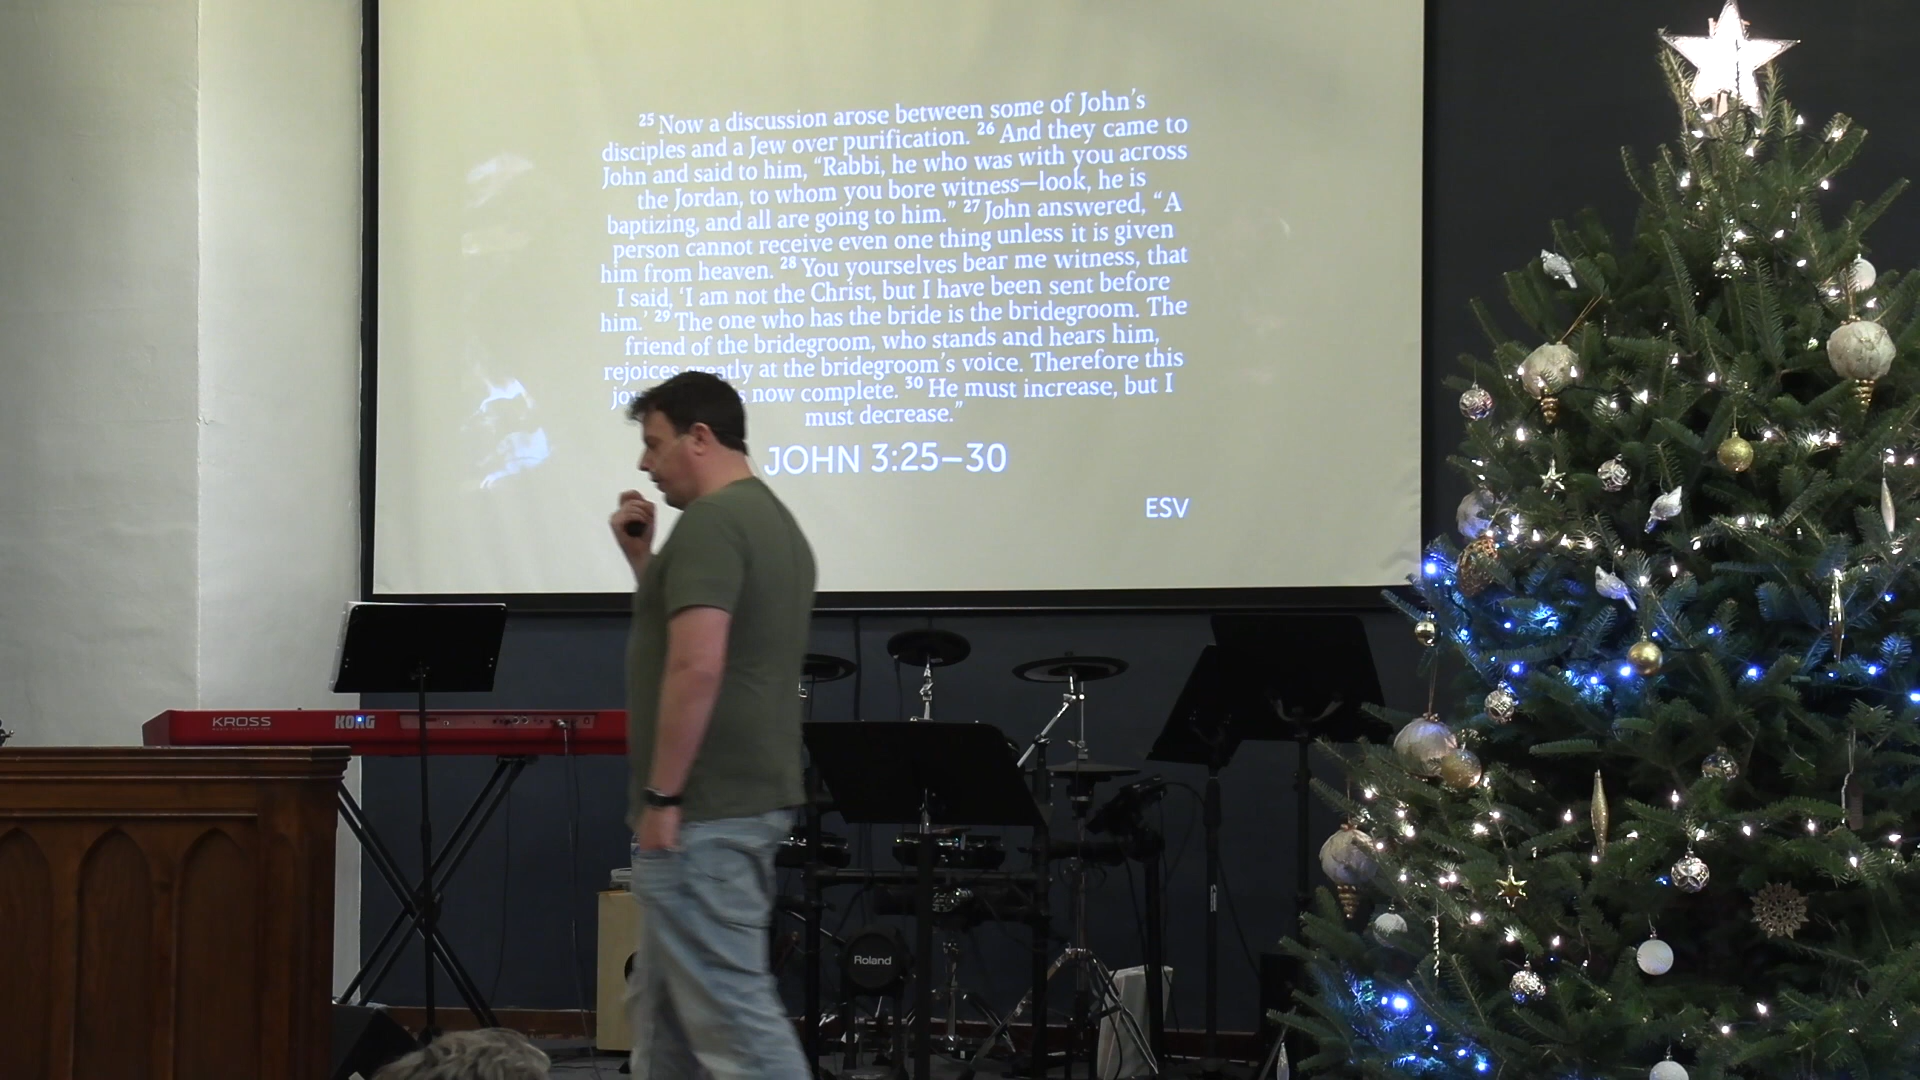 25 Now a discussion arose between some of John's
disciples and a Jew over purification. 26 And they came to
John and said to him, “Rabbi, he who was with you across
the Jordan, to whom you bore witness—look, he is
baptizing, and all are going to him.” 27 John answered, “A
person cannot receive even one thing unless it is given
him from heaven. 28 You yourselves bear me witness, that
I said, ‘I am not the Christ, but I have been sent before
him.’ 29 The one who has the bride is the bridegroom. The
friend of the bridegroom, who stands and hears him,
rejoices greatly at the bridegroom’s voice. Therefore this
now complete. 30 He must increase, but I
must decrease.”
JOHN 3:25–30
ESV
KROSS
KORG
Roland